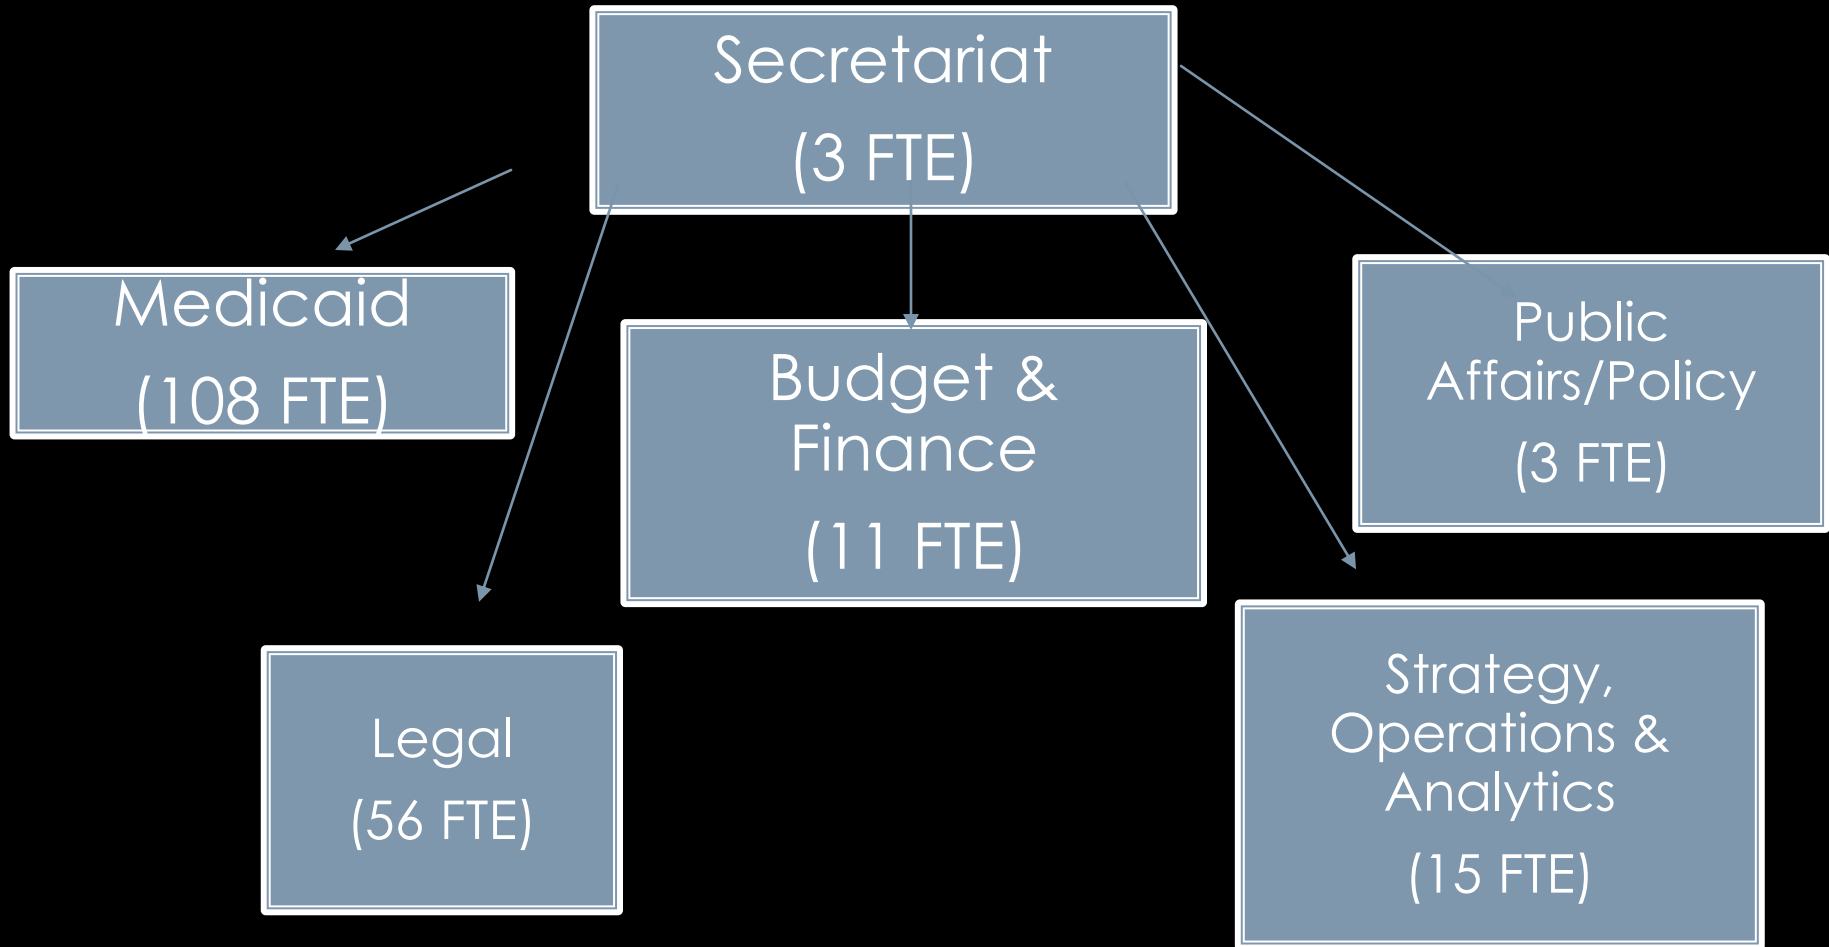 Secretariat
(3 FTE)
Medicaid
(108 FTE)
Budget &
Finance
(11 FTE)
Public
Affairs/Policy
(3 FTE)
Legal
(56 FTE)
Strategy,
Operations &
Analytics
(15 FTE)